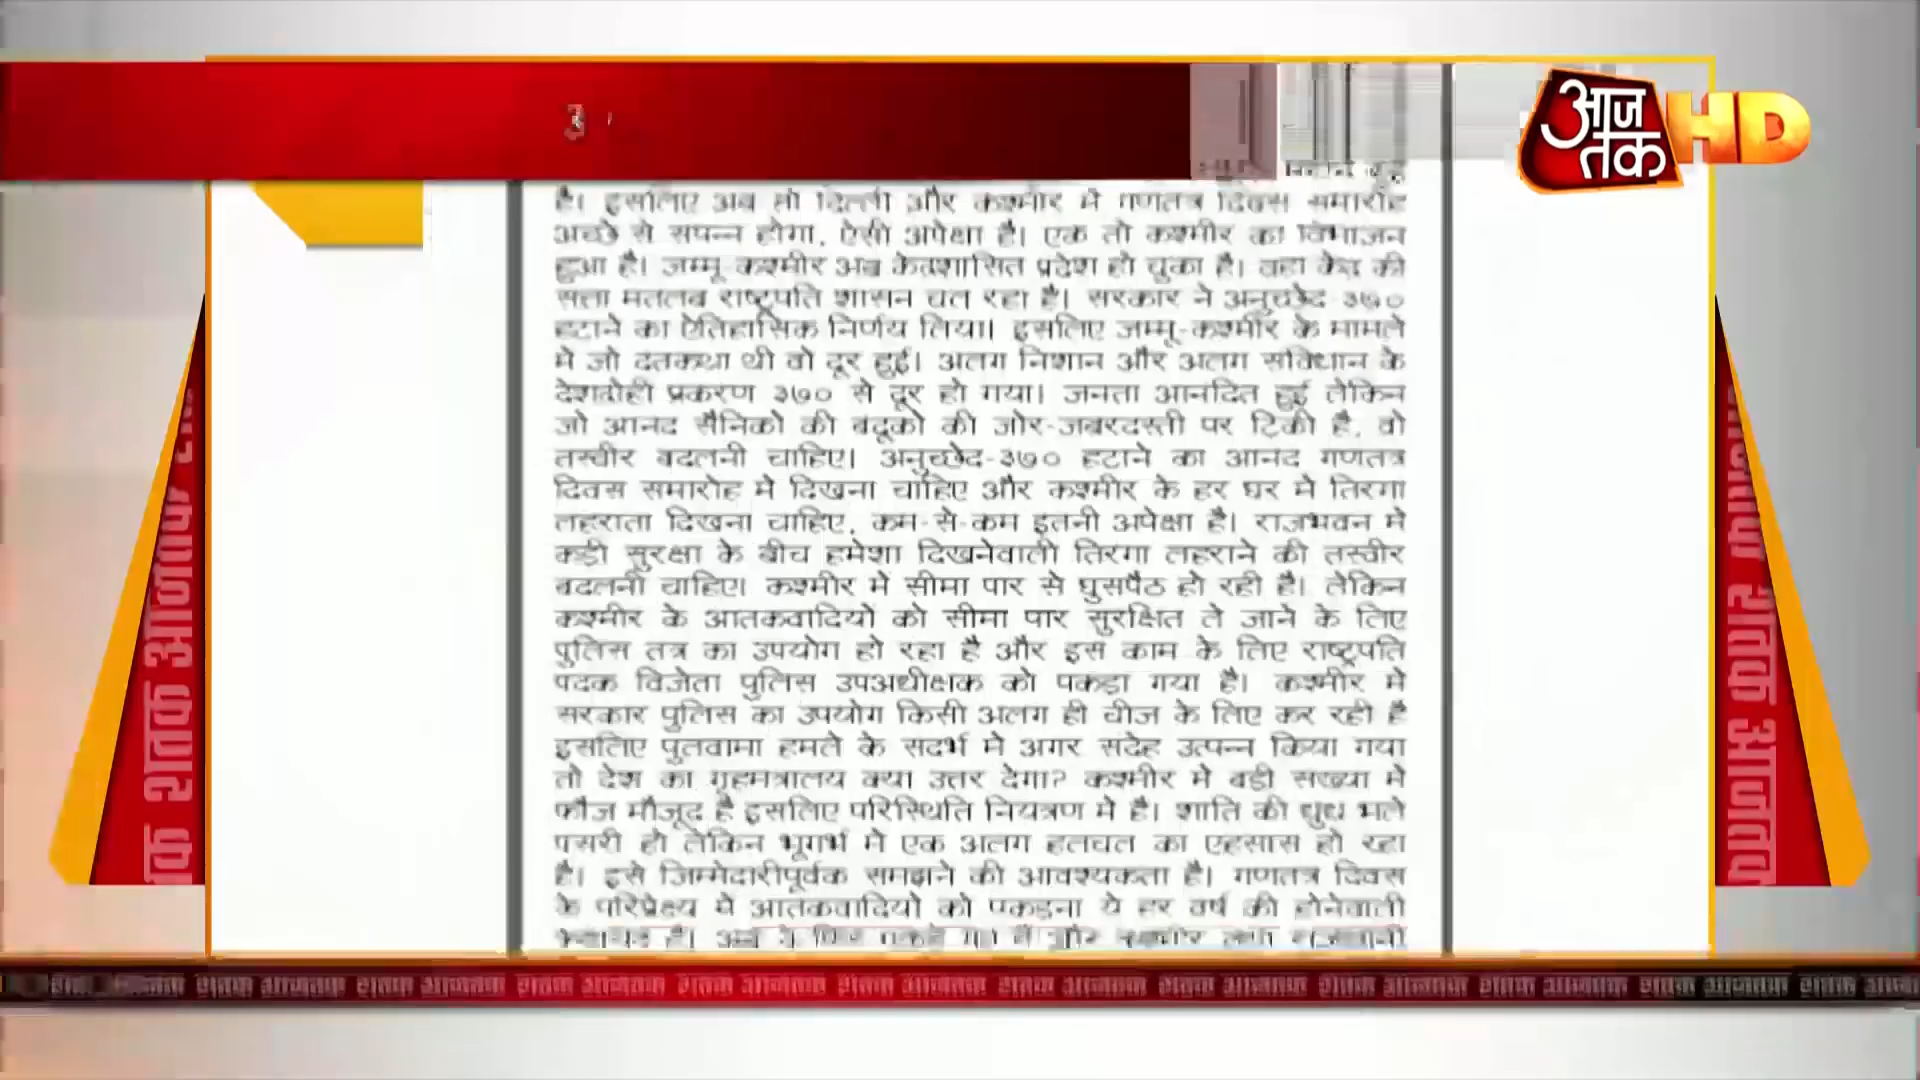 आज
तक HD
है। इसलिए अब तो दिल्ली और कश्मीर में गणतंत्र दिवस समारोह
अच्छे से संपन्न होगा, ऐसी अपेक्षा है। एक तो कश्मीर का विभाजन
हुआ है। जम्मू-कश्मीर अब केंद्रशासित प्रदेश हो चुका है। वहां केंद्र की
सत्ता मतलब राष्ट्रपति शासन चल रहा है। सरकार ने अनुच्छेद-३७०
हटाने का ऐतिहासिक निर्णय लिया। इसलिए जम्मू-कश्मीर के मामले
में जो दंतकथा थी वो दूर हुई। अलग निशान और अलग संविधान के
देशद्रोही प्रकरण ३७० से दूर हो गया। जनता आनंदित हुई लेकिन
जो आनंद सैनिकों की बंदूकों की जोर-जबरदस्ती पर टिकी है, वो
तस्वीर बदलनी चाहिए। अनुच्छेद-३७० हटाने का आनंद गणतंत्र
दिवस समारोह में दिखना चाहिए और कश्मीर के हर घर में तिरंगा
लहराता दिखना चाहिए, कम-से-कम इतनी अपेक्षा है। राजभवन में
कड़ी सुरक्षा के बीच हमेशा दिखनेवाली तिरंगा लहराने की तस्वीर
बदलनी चाहिए। कश्मीर में सीमा पार से घुसपैठ हो रही है। लेकिन
कश्मीर के आतंकवादियों को सीमा पार सुरक्षित ले जाने के लिए
पुलिस तंत्र का उपयोग हो रहा है और इस काम के लिए राष्ट्रपति
पदक विजेता पुलिस उपअधीक्षक को पकड़ा गया है। कश्मीर में
सरकार पुलिस का उपयोग किसी अलग ही चीज के लिए कर रही है
इसलिए पुलवामा हमले के संदर्भ में अगर संदेह उत्पन्न किया गया
तो देश का गृहमंत्रालय क्या उत्तर देगा? कश्मीर में बड़ी संख्या में
फौज मौजूद है इसलिए परिस्थिति नियंत्रण में है। शांति की धुंध भले
पसरी हो लेकिन भूगर्भ में एक अलग हलचल का एहसास हो रहा
है। इसे जिम्मेदारीपूर्वक समझने की आवश्यकता है। गणतंत्र दिवस
के परिप्रेक्ष्य में आतंकवादियों को पकड़ना ये हर वर्ष की होनेवाली